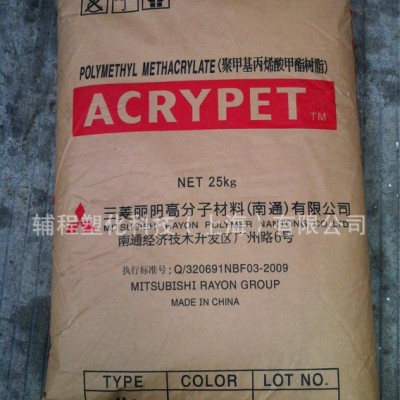 POLYMETHYL METHACRYLATE (聚甲基丙烯酸甲酯树脂)
ACRYPET TM
NET 25kg
三菱丽阳高分子材料(南通)有限公司
MITSUBISHI RAYON POLYMER NANTONG CO LTD
南通经济技术开发区广州路6号
执行标准号: Q/320691NBF03-2009
MITSUBISHI RAYON GROUP
MADE IN CHINA
TYPE COLOR LOT NO.